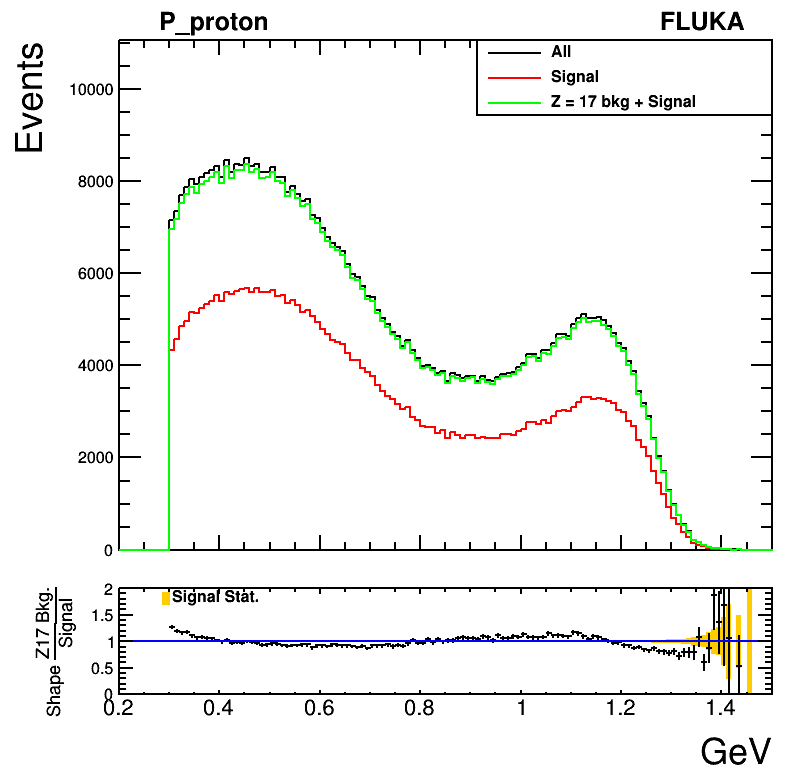 P_proton FLUKA
Events
All
Signal
Z = 17 bkg + Signal
10000
8000
6000
4000
2000
0
Shape Z17 Bkg.
Signal
Signal Stat.
2
1.5
1
0.5
0
0.2 0.4 0.6 0.8 1 1.2 1.4
GeV